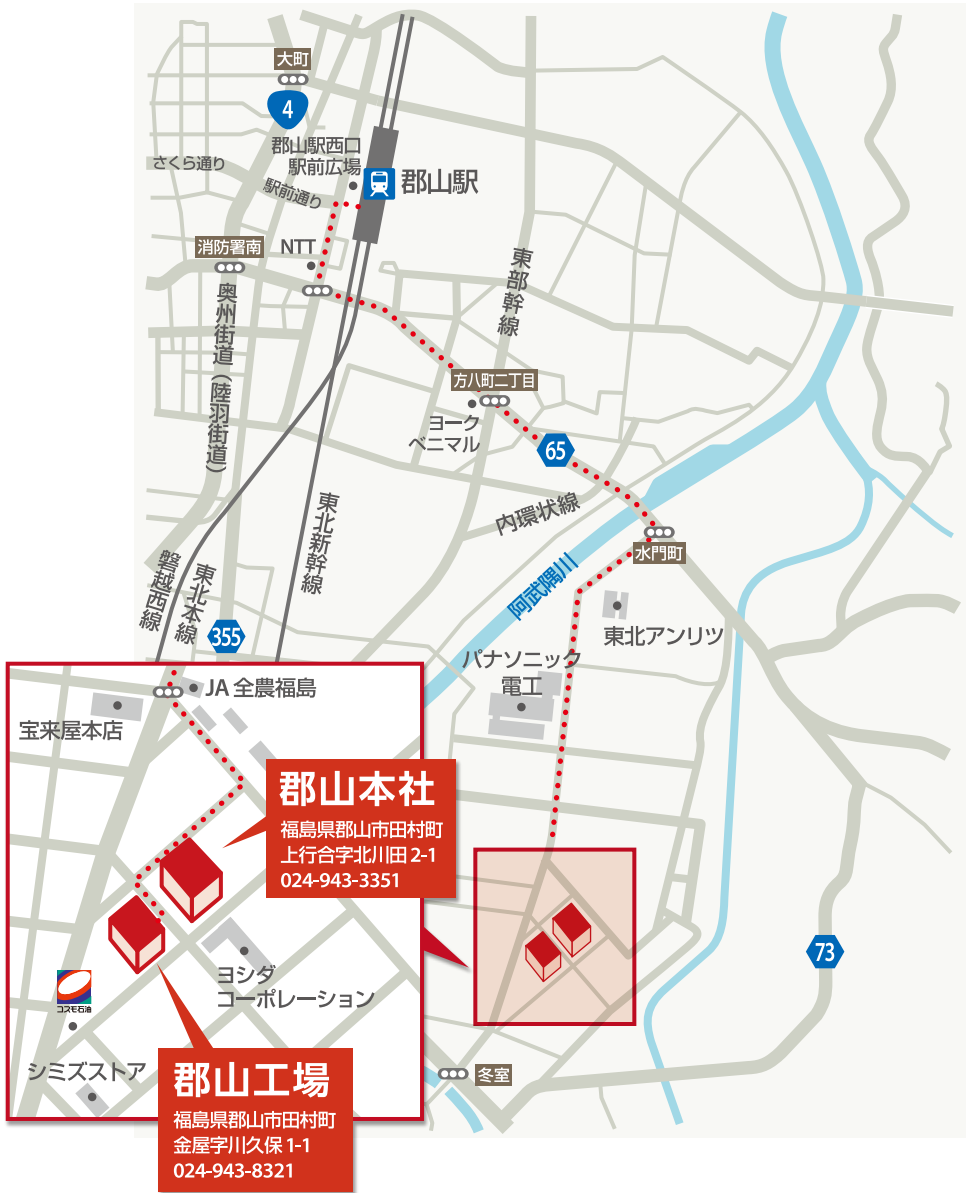 大町
4
郡山駅西口
駅前広場
さくら通り
駅前通り
郡山駅
消防署南
NTT
奥州街道（陸羽街道）
東部幹線
方八町二丁目
ヨーク
ベニマル
65
内環状線
東北新幹線
水門町
阿武隈川
磐越西線
東北本線
355
東北アンリツ
パナソニック
電工
JA 全農福島
宝来屋本店
郡山本社
福島県郡山市田村町
上行合字北川田 2-1
024-943-3351
73
ヨシダ
コーポレーション
コスモ石油
シミズストア
冬室
郡山工場
福島県郡山市田村町
金屋字川久保 1-1
024-943-8321